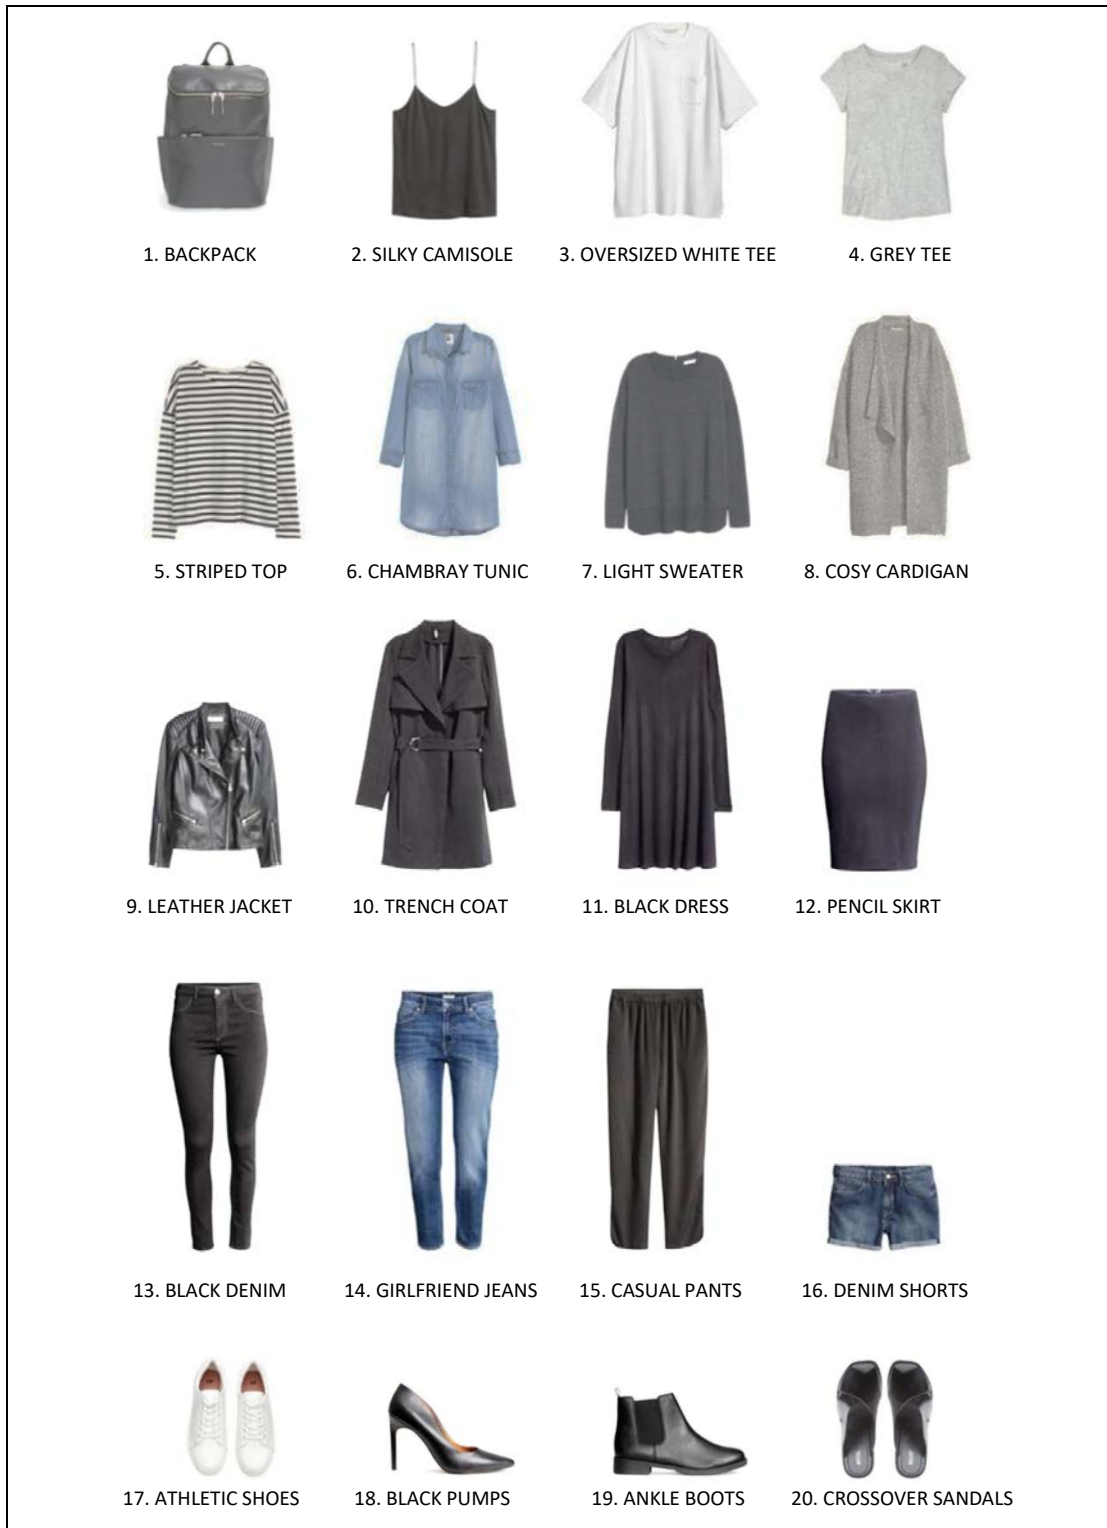 1. BACKPACK
2. SILKY CAMISOLE
3. OVERSIZED WHITE TEE
4. GREY TEE
5. STRIPED TOP
6. CHAMBRAY TUNIC
7. LIGHT SWEATER
8. COSY CARDIGAN
9. LEATHER JACKET
10. TRENCH COAT
11. BLACK DRESS
12. PENCIL SKIRT
13. BLACK DENIM
14. GIRLFRIEND JEANS
15. CASUAL PANTS
16. DENIM SHORTS
17. ATHLETIC SHOES
18. BLACK PUMPS
19. ANKLE BOOTS
20. CROSSOVER SANDALS